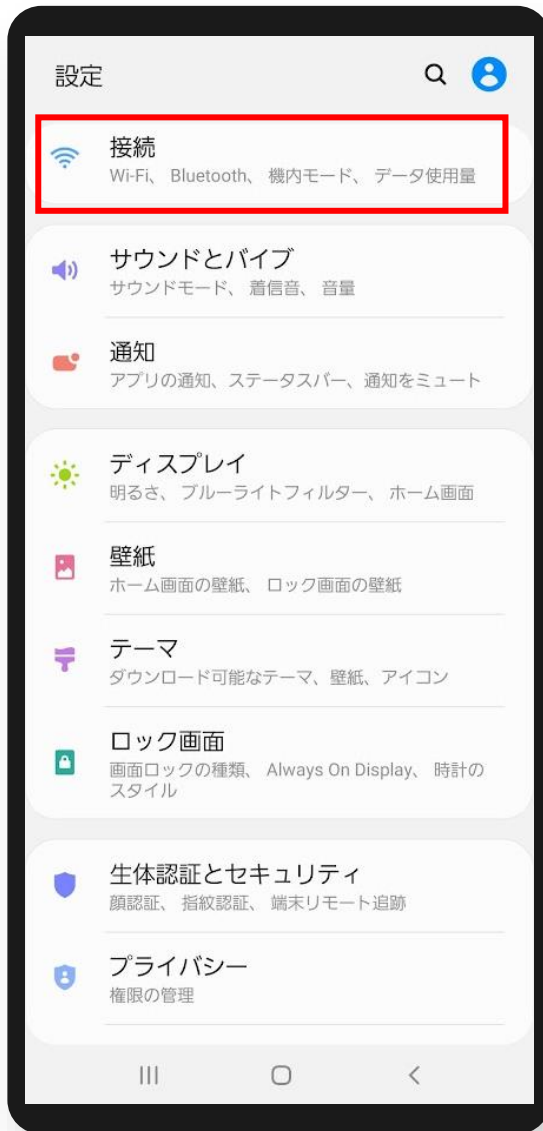 設定
接続
Wi-Fi、 Bluetooth、 機内モード、 データ使用量
サウンドとバイブ
サウンドモード、 着信音、 音量
通知
アプリの通知、ステータスバー、通知をミュート
ディスプレイ
明るさ、 ブルーライトフィルター、 ホーム画面
壁紙
ホーム画面の壁紙、 ロック画面の壁紙
テーマ
ダウンロード可能なテーマ、壁紙、アイコン
ロック画面
画面ロックの種類、 Always On Display、 時計の
スタイル
生体認証とセキュリティ
顔認証、 指紋認証、 端末リモート追跡
プライバシー
権限の管理